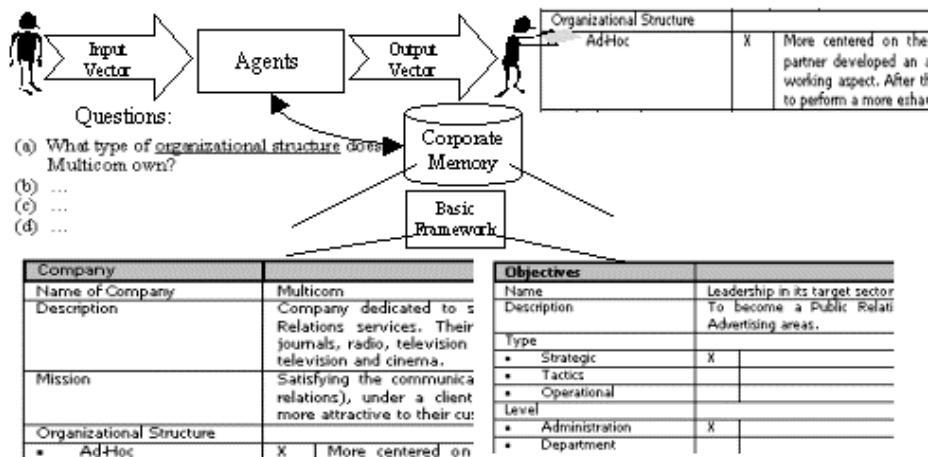 Input
Vector
Agents
Output
Vector
Organizational Structure
Ad-Hoc X More centered on the
partner developed an a
working aspect. After th
to perform a more exhau
Questions:
(a) What type of organizational structure does
Multicom own?
(b) ...
(c) ...
(d) ...
Corporate
Memory
Basic
Framework
Company
Name of Company Multicom
Description Company dedicated to s
Relations services. Their
journals, radio, television
television and cinema.
Mission Satisfying the communica
relations), under a client
more attractive to their cus
Organizational Structure
• Ad-Hoc X More centered on
Objectives
Name Leadership in its target sector
Description To become a Public Relati
Advertising areas.
Type
• Strategic X
• Tactics
• Operational
Level
• Administration X
• Department